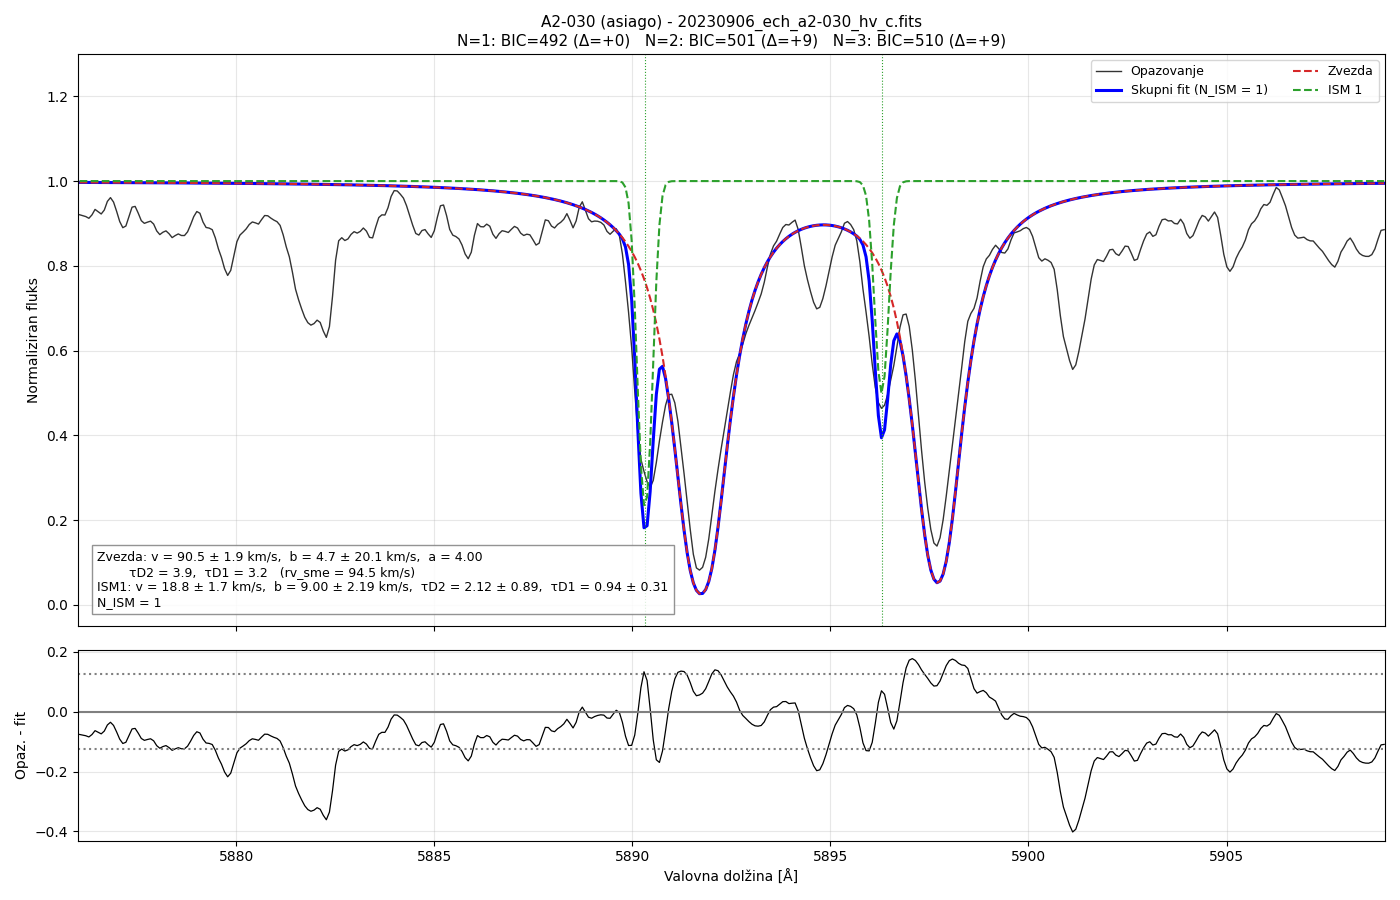 A2-030 (asiago) - 20230906_ech_a2-030_hv_c.fits
N=1: BIC=492 (Δ=+0)   N=2: BIC=501 (Δ=+9)   N=3: BIC=510 (Δ=+9)
Opazovanje
Skupni fit (N_ISM = 1)
Zvezda
ISM 1
Normaliziran fluks
1.2
1.0
0.8
0.6
0.4
0.2
0.0
Zvezda: v = 90.5 ± 1.9 km/s,  b = 4.7 ± 20.1 km/s,  a = 4.00
τD2 = 3.9,  τD1 = 3.2   (rv_sme = 94.5 km/s)
ISM1: v = 18.8 ± 1.7 km/s,  b = 9.00 ± 2.19 km/s,  τD2 = 2.12 ± 0.89,  τD1 = 0.94 ± 0.31
N_ISM = 1
Opaz. - fit
0.2
0.0
−0.2
−0.4
5880
5885
5890
5895
5900
5905
Valovna dolžina [Å]